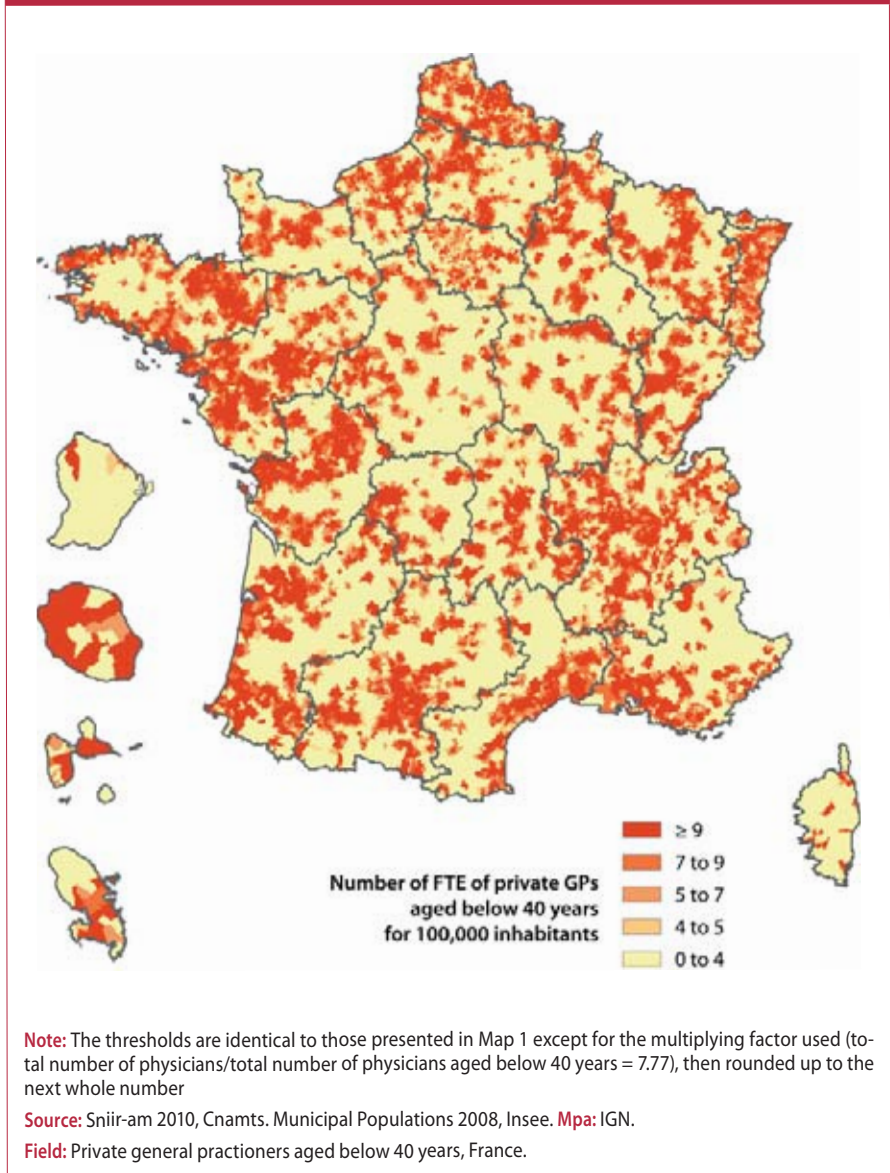 Number of FTE of private GPs
aged below 40 years
for 100,000 inhabitants
≥ 9
7 to 9
5 to 7
4 to 5
0 to 4
Note: The thresholds are identical to those presented in Map 1 except for the multiplying factor used (to-
tal number of physicians/total number of physicians aged below 40 years = 7.77), then rounded up to the
next whole number
Source: Sniir-am 2010, Cnamts. Municipal Populations 2008, Insee. Mpa: IGN.
Field: Private general practioners aged below 40 years, France.